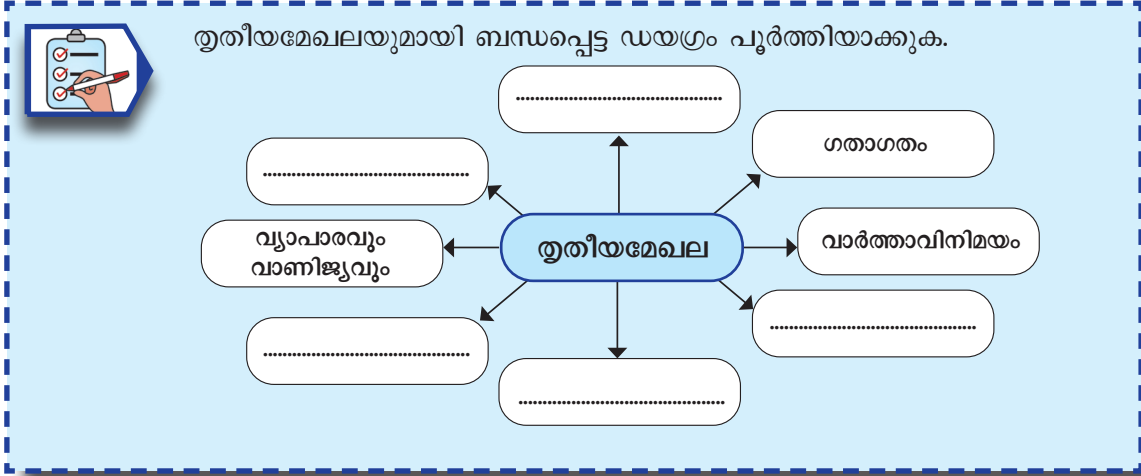 തൃതീയമേഖലയുമായി ബന്ധപ്പെട്ട ഡയഗ്രം പൂർത്തിയാക്കുക.
.............................................
ഗതാഗതം
.............................................
വ്യാപാരവും
വാണിജ്യവും
തൃതീയമേഖല
വാർത്താവിനിമയം
.............................................
.............................................
.............................................